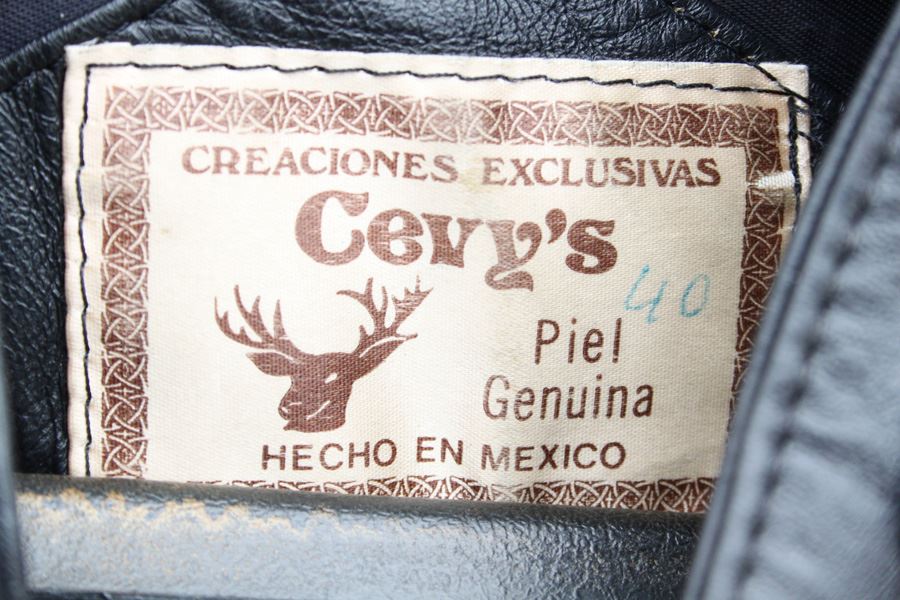 CREACIONES EXCLUSIVAS
Cevy's
40
Piel
Genuina
HECHO EN MEXICO